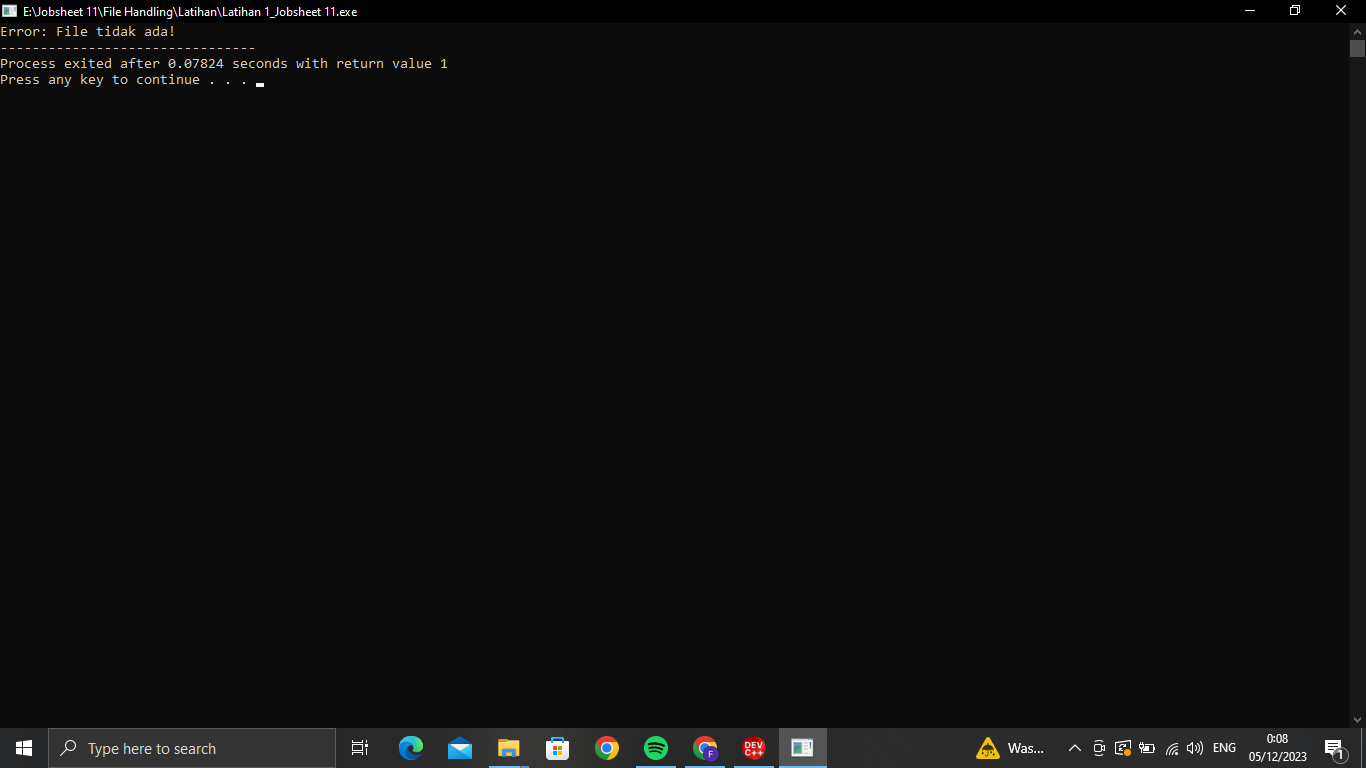 E:\Jobsheet 11\File Handling\Latihan\Latihan 1_Jobsheet 11.exe
Error: File tidak ada!
--------------------------------
Process exited after 0.07824 seconds with return value 1
Press any key to continue . . .
Type here to search
F
DEV
C++
Was...
ENG
0:08
05/12/2023
1